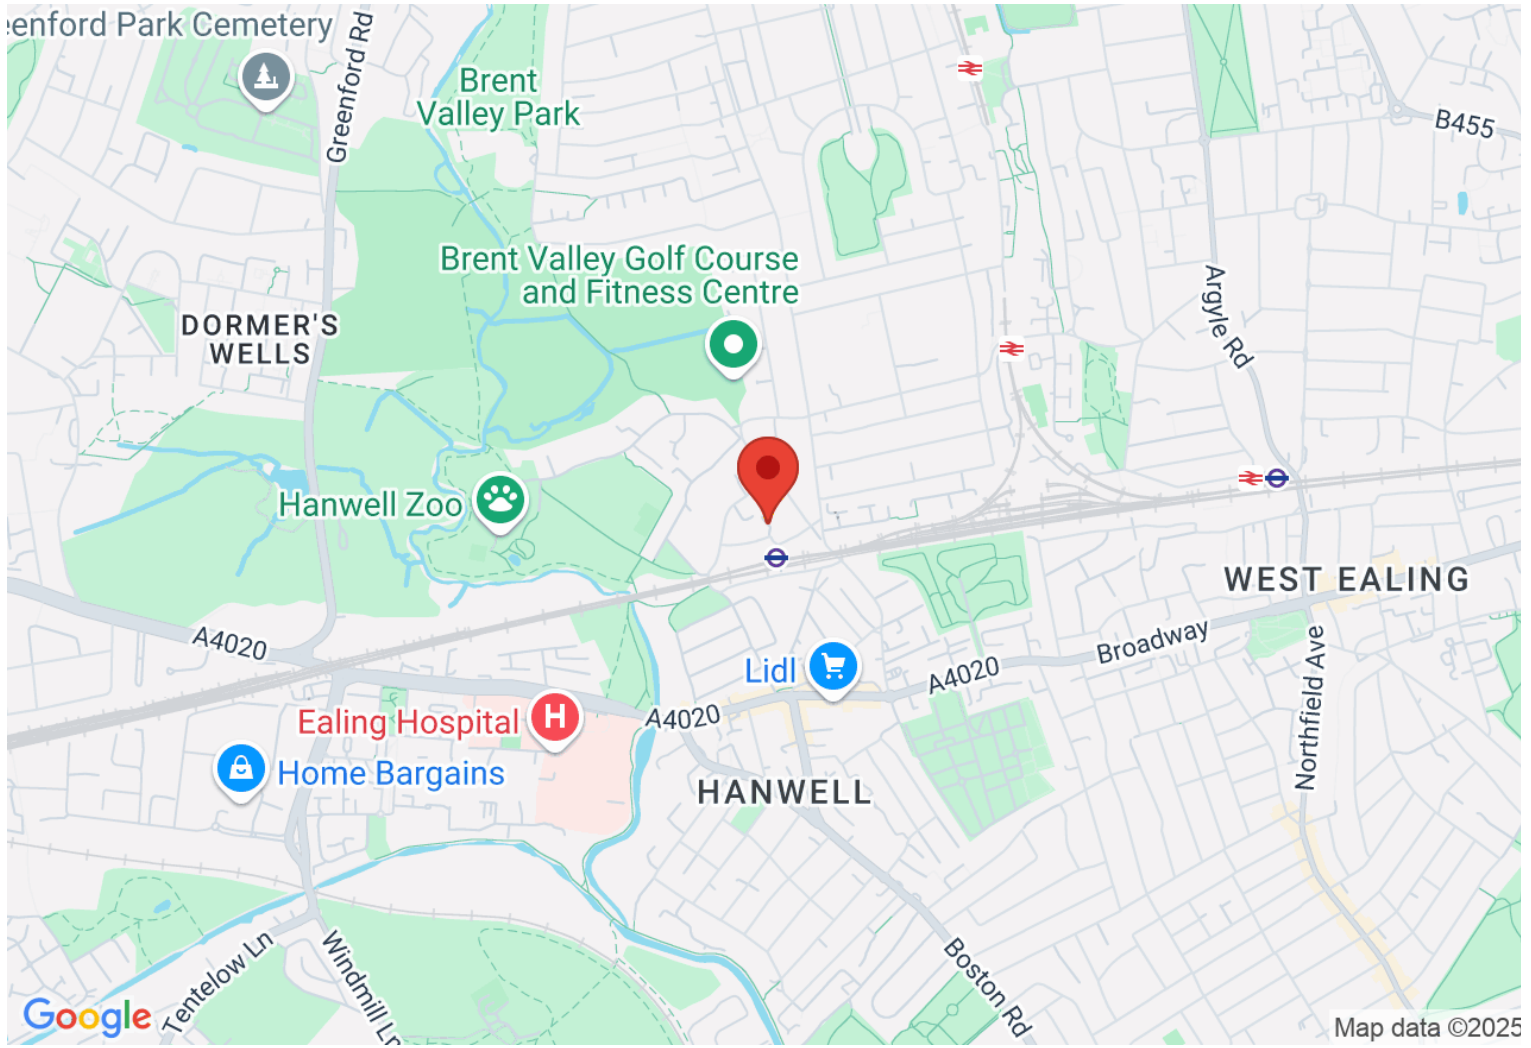 eenford Park Cemetery
Greenford Rd
Brent
Valley Park
B455
Brent Valley Golf Course
and Fitness Centre
Argyle Rd
DORMER'S
WELLS
Hanwell Zoo
WEST EALING
A4020
Broadway
Lidl
A4020
Northfield Ave
Ealing Hospital
H
A4020
Home Bargains
HANWELL
Tentelow Ln
Windmill Ln
Boston Rd
Google
Map data ©2025